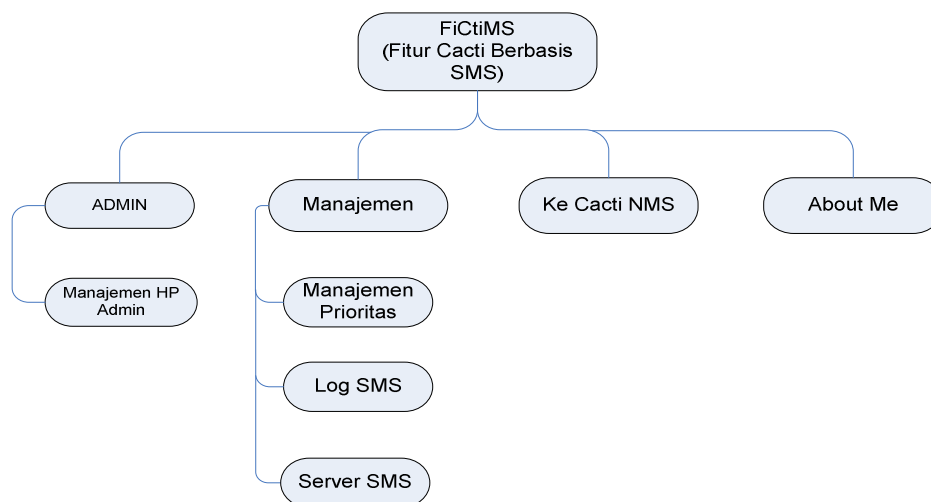 FiCtiMS
(Fitur Cacti Berbasis
SMS)
ADMIN
Manajemen
Ke Cacti NMS
About Me
Manajemen HP
Admin
Manajemen
Prioritas
Log SMS
Server SMS